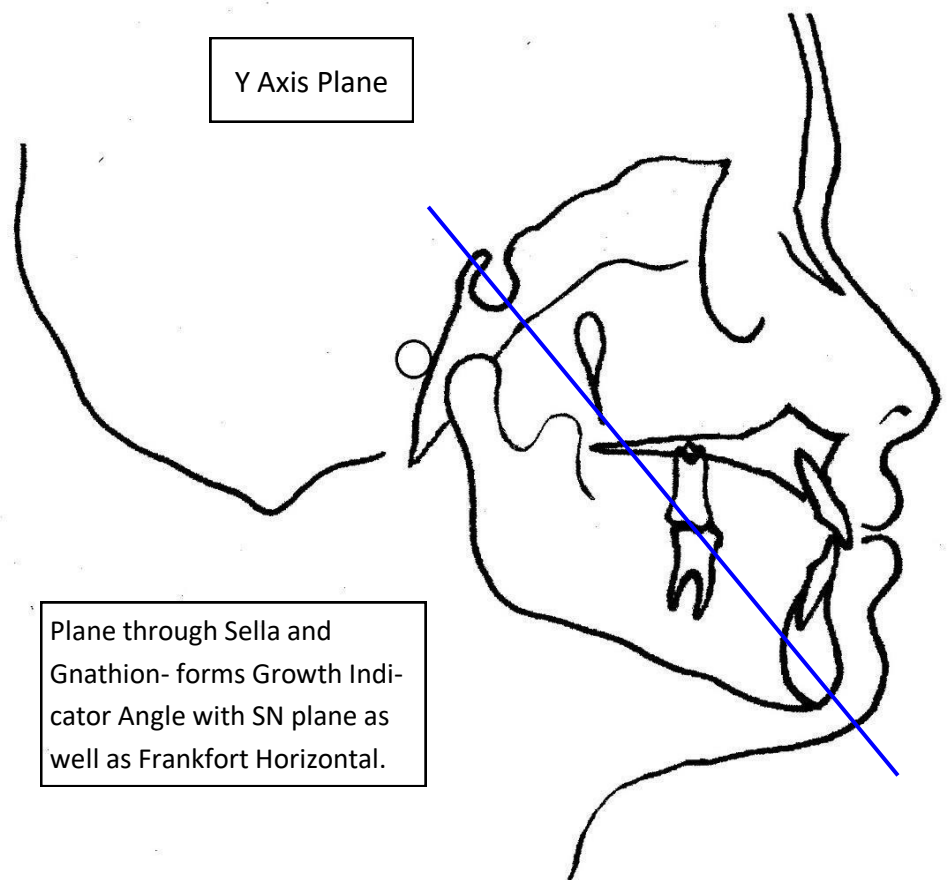 Y Axis Plane
Plane through Sella and
Gnathion- forms Growth Indi-
cator Angle with SN plane as
well as Frankfort Horizontal.